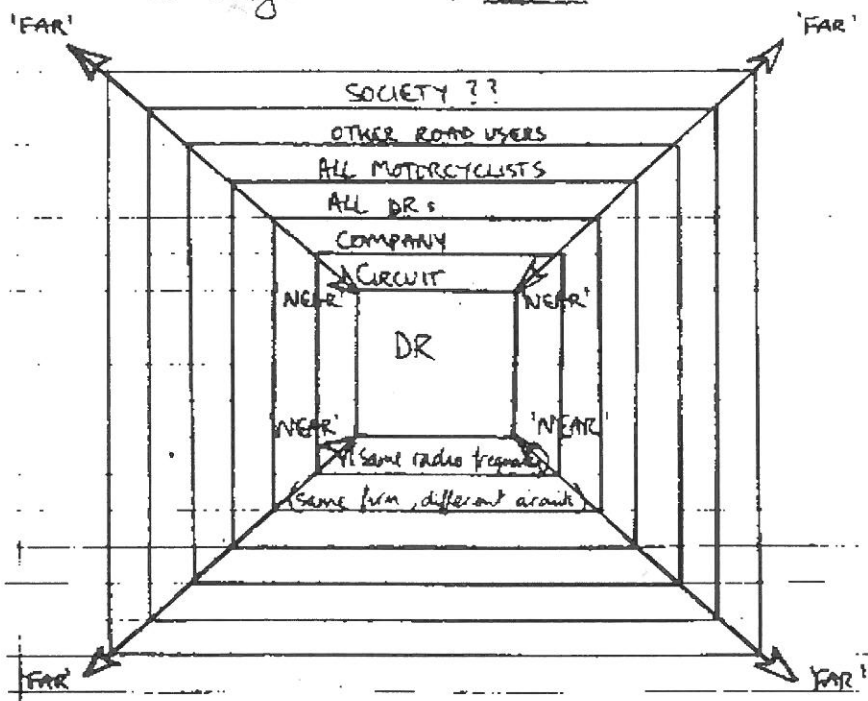 'FAR' 'FAR'
SOCIETY ??
OTHER ROAD USERS
ALL MOTORCYCLISTS
ALL DRs
COMPANY
CIRCUIT
'NEAR' 'NEAR'
DR
'NEAR' 'NEAR'
(same radio frequency)
(same firm, different circuit)
'FAR' 'FAR'